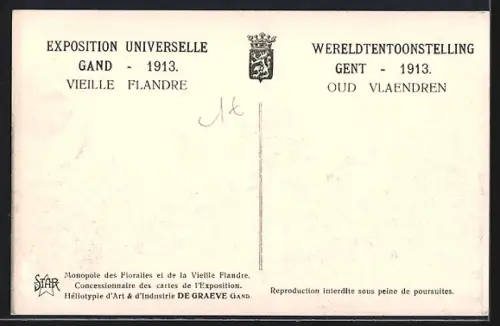 EXPOSITION UNIVERSELLE
GAND - 1913.
VIEILLE FLANDRE
WERELDTENTOONSTELLING
GENT - 1913.
OUD VLAENDREN
STAR
Monopole des Floralies et de la Vieille Flandre.
Concessionnaire des cartes de l'Exposition.
Héliotypie d'Art & d'Industrie DE GRAEVE GAND
Reproduction interdite sous peine de poursuites.